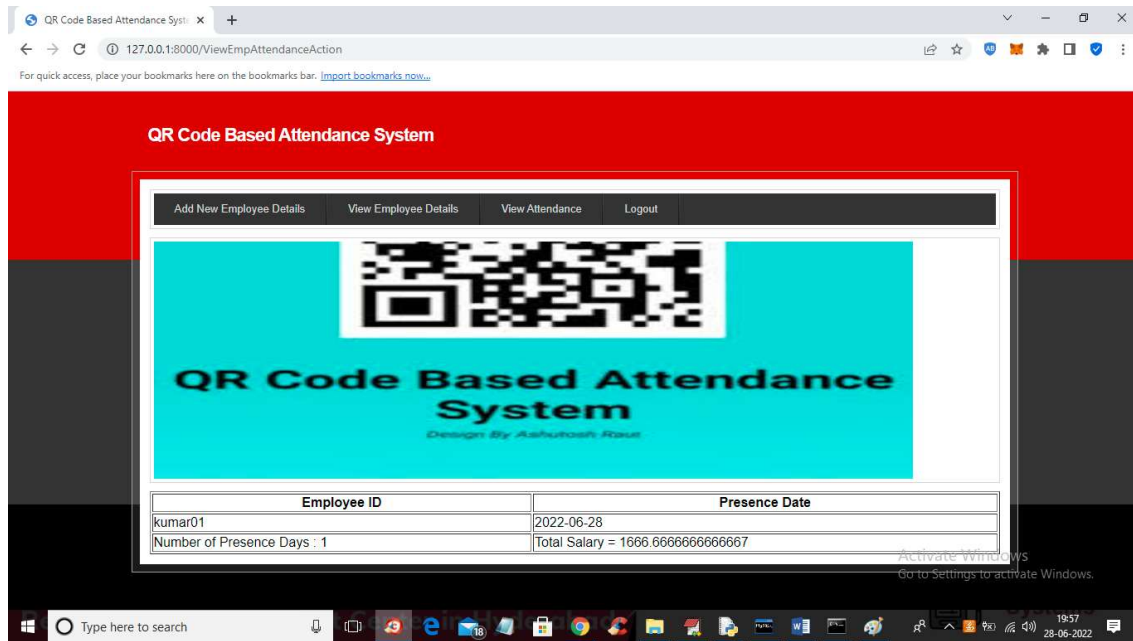 QR Code Based Attendance Syste
127.0.0.1:8000/ViewEmpAttendanceAction
For quick access, place your bookmarks here on the bookmarks bar. Import bookmarks now...
QR Code Based Attendance System
Add New Employee Details View Employee Details View Attendance Logout
QR Code Based Attendance
System
Design By Ashutosh Raut
Employee ID Presence Date
kumar01 2022-06-28
Number of Presence Days : 1 Total Salary = 1666.6666666666667
Activate Windows
Go to Settings to activate Windows.
Type here to search
18
19:57
28-06-2022